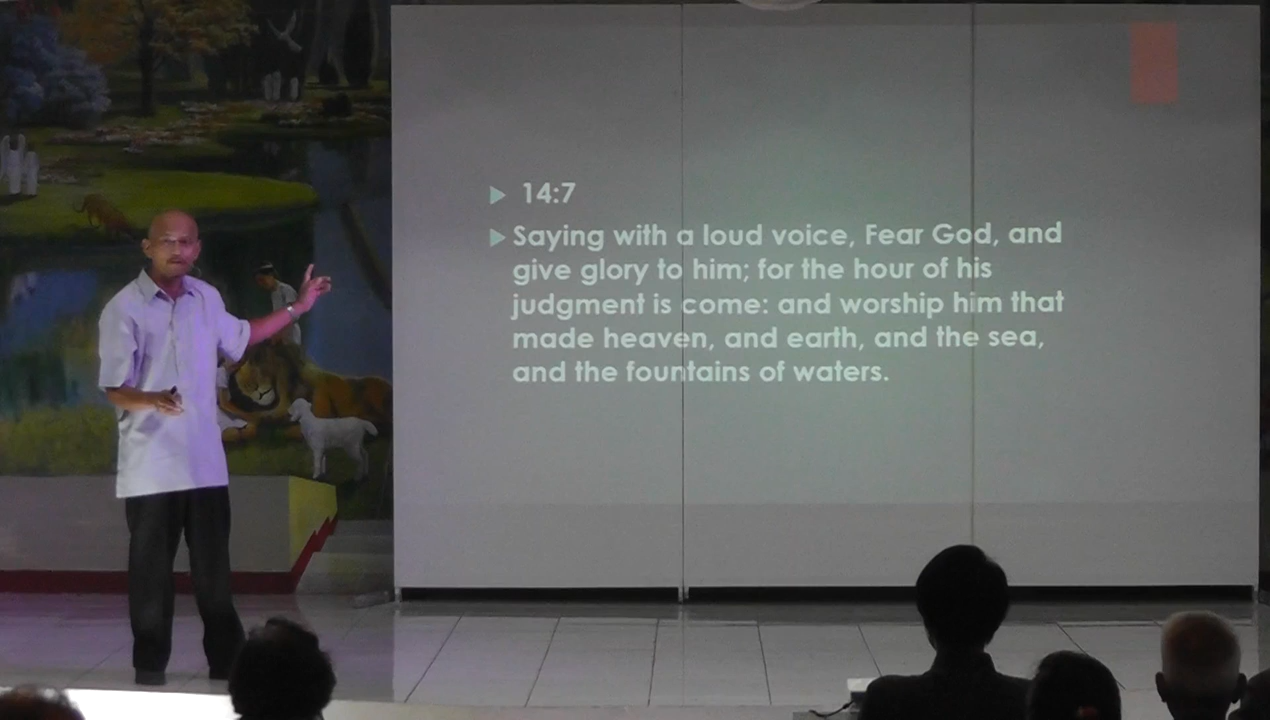 14:7
Saying with a loud voice, Fear God, and
give glory to him; for the hour of his
judgment is come: and worship him that
made heaven, and earth, and the sea,
and the fountains of waters.